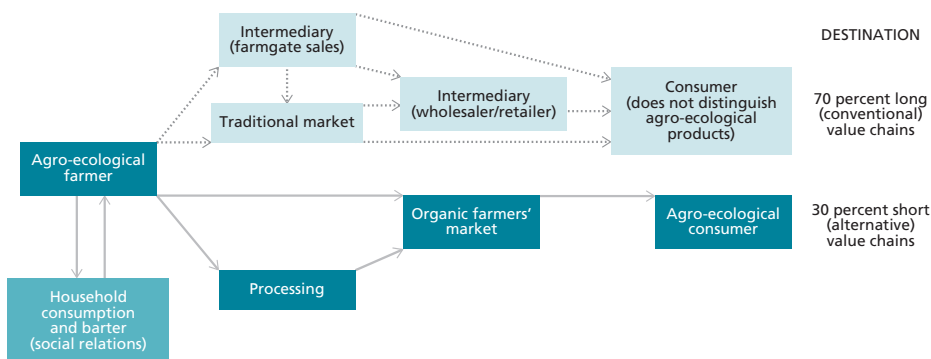 Intermediary
(farmgate sales)
DESTINATION
Intermediary
(wholesaler/retailer)
Consumer
(does not distinguish
agro-ecological
products)
70 percent long
(conventional)
value chains
Traditional market
Agro-ecological
farmer
Organic farmers’
market
Agro-ecological
consumer
30 percent short
(alternative)
value chains
Processing
Household
consumption
and barter
(social relations)